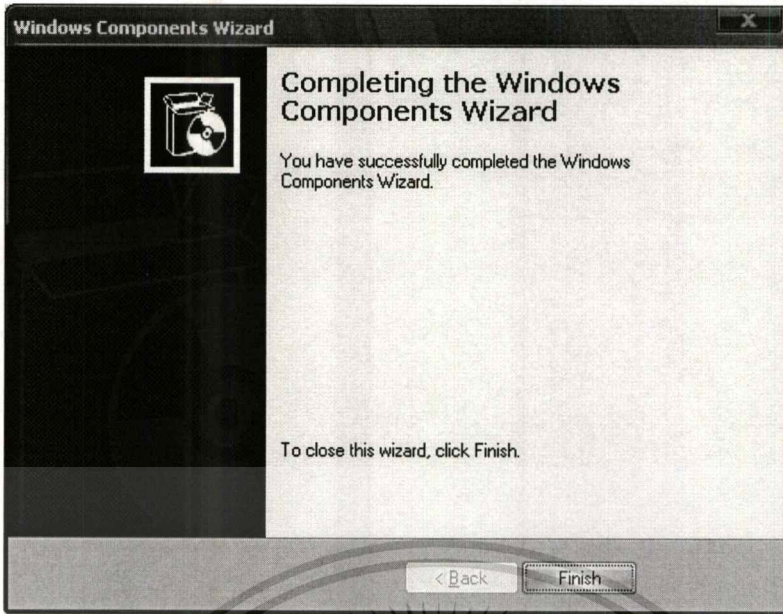 Windows Components Wizard
X
Completing the Windows
Components Wizard
You have successfully completed the Windows
Components Wizard.
To close this wizard, click Finish.
< Back
Finish